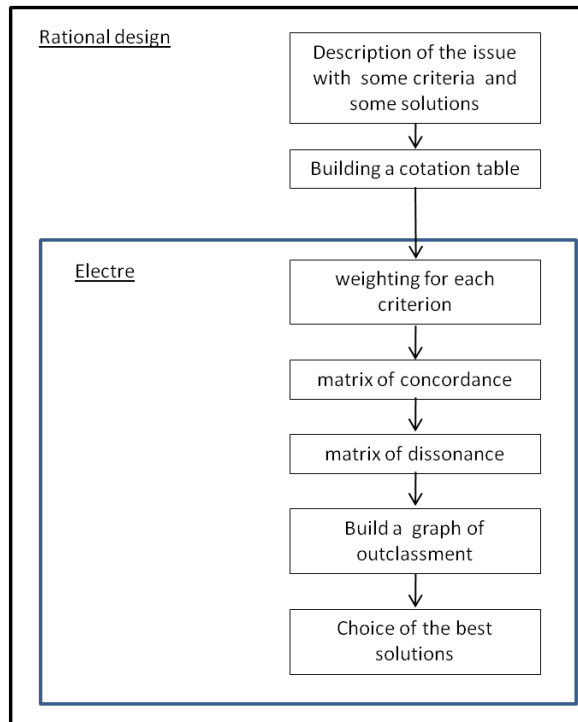 Rational design
Description of the issue
with some criteria and
some solutions
Building a cotation table
Electre
weighting for each
criterion
matrix of concordance
matrix of dissonance
Build a graph of
outclassment
Choice of the best
solutions